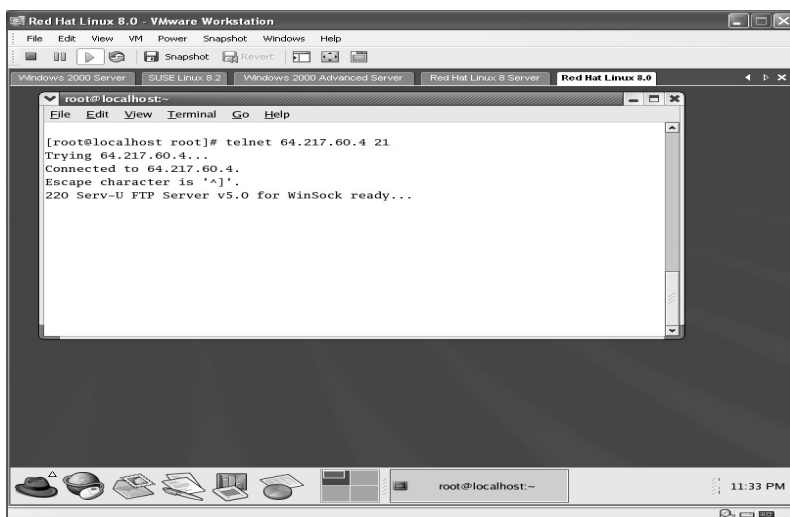 Red Hat Linux 8.0 - VMware Workstation
File Edit View VM Power Snapshot Windows Help
Snapshot Revert
Windows 2000 Server SUSE Linux 8.2 Windows 2000 Advanced Server Red Hat Linux 8 Server Red Hat Linux 8.0
root@localhost:~
File Edit View Terminal Go Help
[root@localhost root]# telnet 64.217.60.4 21
Trying 64.217.60.4...
Connected to 64.217.60.4.
Escape character is '^]'.
220 Serv-U FTP Server v5.0 for WinSock ready...
root@localhost:~
11:33 PM